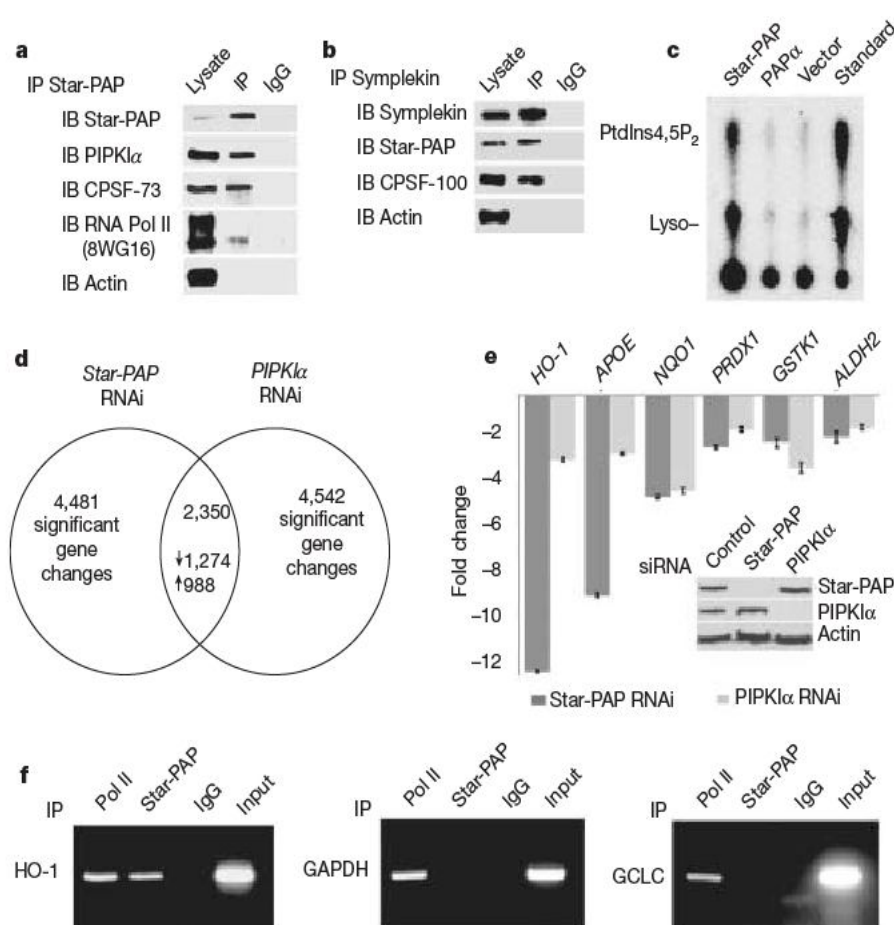 a
IP Star-PAP
Lysate
IP
IgG
IB Star-PAP
IB PIPKIα
IB CPSF-73
IB RNA Pol II
(8WG16)
IB Actin
b
IP Symplekin
Lysate
IP
IgG
IB Symplekin
IB Star-PAP
IB CPSF-100
IB Actin
c
Star-PAP
PAPα
Vector
Standard
PtdIns4,5P2
Lyso–
d
Star-PAP
RNAi
PIPKIα
RNAi
4,481
significant
gene
changes
2,350
↓1,274
↑988
4,542
significant
gene
changes
e
HO-1
APOE
NQO1
PRDX1
GSTK1
ALDH2
Fold change
–2
–4
–6
–8
–10
–12
siRNA
Control
Star-PAP
PIPKIα
Star-PAP
PIPKIα
Actin
Star-PAP RNAi
PIPKIα RNAi
f
IP
Pol II
Star-PAP
IgG
Input
HO-1
IP
Pol II
Star-PAP
IgG
Input
GAPDH
IP
Pol II
Star-PAP
IgG
Input
GCLC